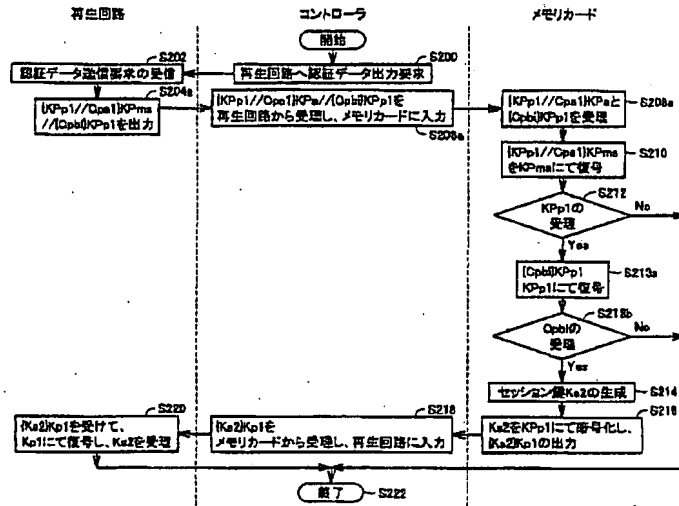 再生回路
コントローラ
メモリカード
開始
S202
認証データ送信要求の受信
S200
再生回路へ認証データ出力要求
S204a
{KPp1//Cpa1}KPms
//{Cpbi}KPp1を出力
{KPp1//Cpa1}KPa//{Cpbi}KPp1を
再生回路から受理し、メモリカードに入力
S206a
S208a
{KPp1//Cpa1}KPaと
{Cpbi}KPp1を受理
S210
{KPp1//Cpa1}KPms
をKPmaにて復号
S212
KPp1の
受理
No
Yes
S213a
{Cpbi}KPp1
KPp1にて復号
S213b
Cpbiの
受理
No
Yes
セッション鍵Ks2の生成
S214
S216
Ks2をKPp1にて暗号化し、
{Ks2}Kp1の出力
S218
{Ks2}Kp1を
メモリカードから受理し、再生回路に入力
S220
{Ks2}Kp1を受けて、
Kp1にて復号し、Ks2を受理
終了
S222